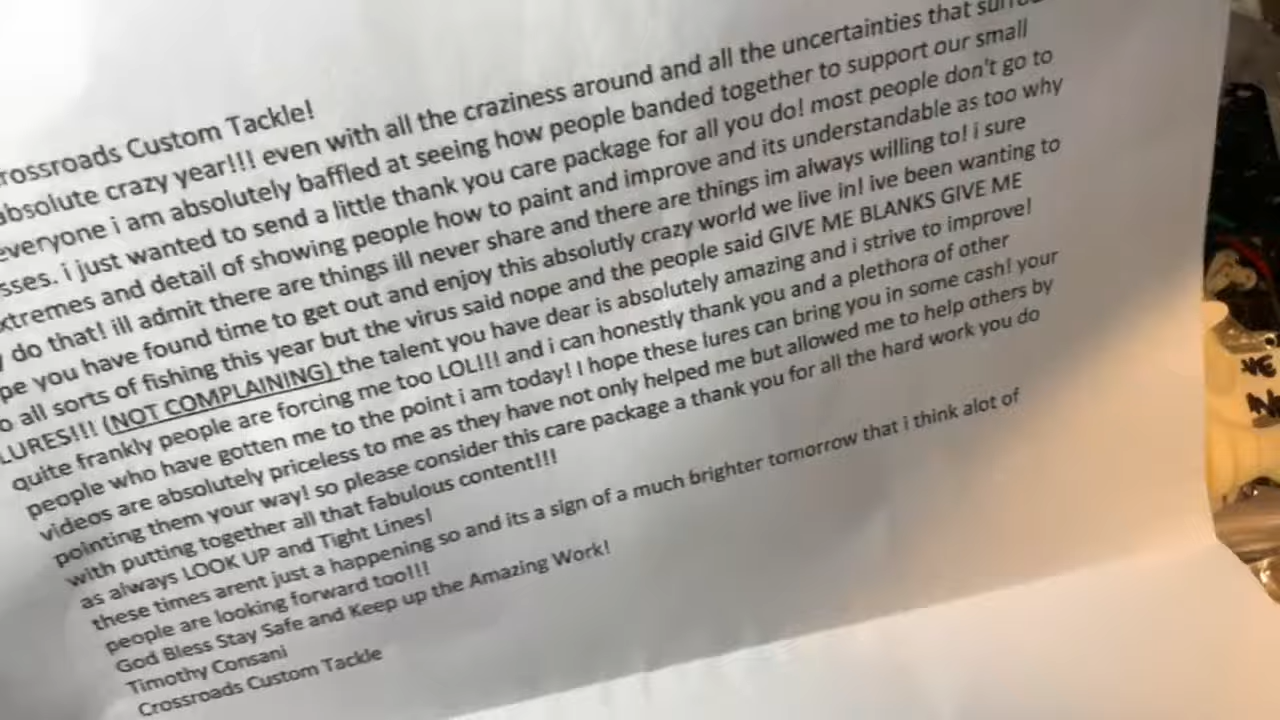 rossroads Custom Tackle!
absolute crazy year!!! even with all the craziness around and all the uncertainties that
everyone i am absolutely baffled at seeing how people banded together to support our small
sses. i just wanted to send a little thank you care package for all you do! most people don't go to
xtremes and detail of showing people how to paint and improve and its understandable as too why
y do that! ill admit there are things ill never share and there are things im always willing to! i sure
pe you have found time to get out and enjoy this absolutly crazy world we live in! ive been wanting to
o all sorts of fishing this year but the virus said nope and the people said GIVE ME BLANKS GIVE ME
LURES!!! (NOT COMPLAINING) the talent you have dear is absolutely amazing and i strive to improve!
quite frankly people are forcing me too LOL!!! and i can honestly thank you and a plethora of other
people who have gotten me to the point i am today! I hope these lures can bring you in some cash! your
videos are absolutely priceless to me as they have not only helped me but allowed me to help others by
pointing them your way! so please consider this care package a thank you for all the hard work you do
with putting together all that fabulous content!!!
as always LOOK UP and Tight Lines!
these times arent just a happening so and its a sign of a much brighter tomorrow that i think alot of
people are looking forward too!!!
God Bless Stay Safe and Keep up the Amazing Work!
Timothy Consani
Crossroads Custom Tackle